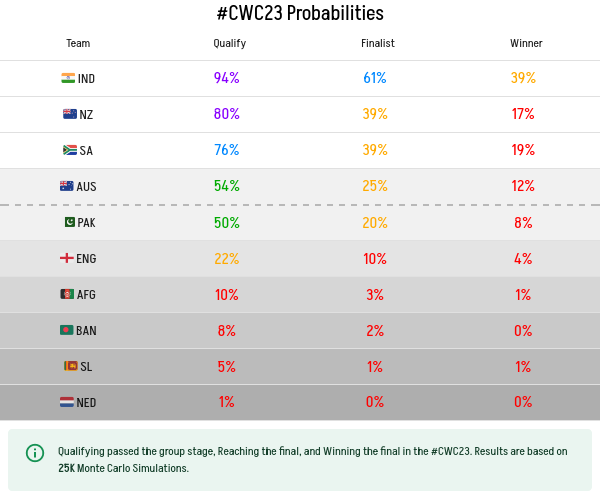 #CWC23 Probabilities
Team Qualify Finalist Winner
IND 94% 61% 39%
NZ 80% 39% 17%
SA 76% 39% 19%
AUS 54% 25% 12%
PAK 50% 20% 8%
ENG 22% 10% 4%
AFG 10% 3% 1%
BAN 8% 2% 0%
SL 5% 1% 1%
NED 1% 0% 0%
Qualifying passed the group stage, Reaching the final, and Winning the final in the #CWC23. Results are based on
25K Monte Carlo Simulations.